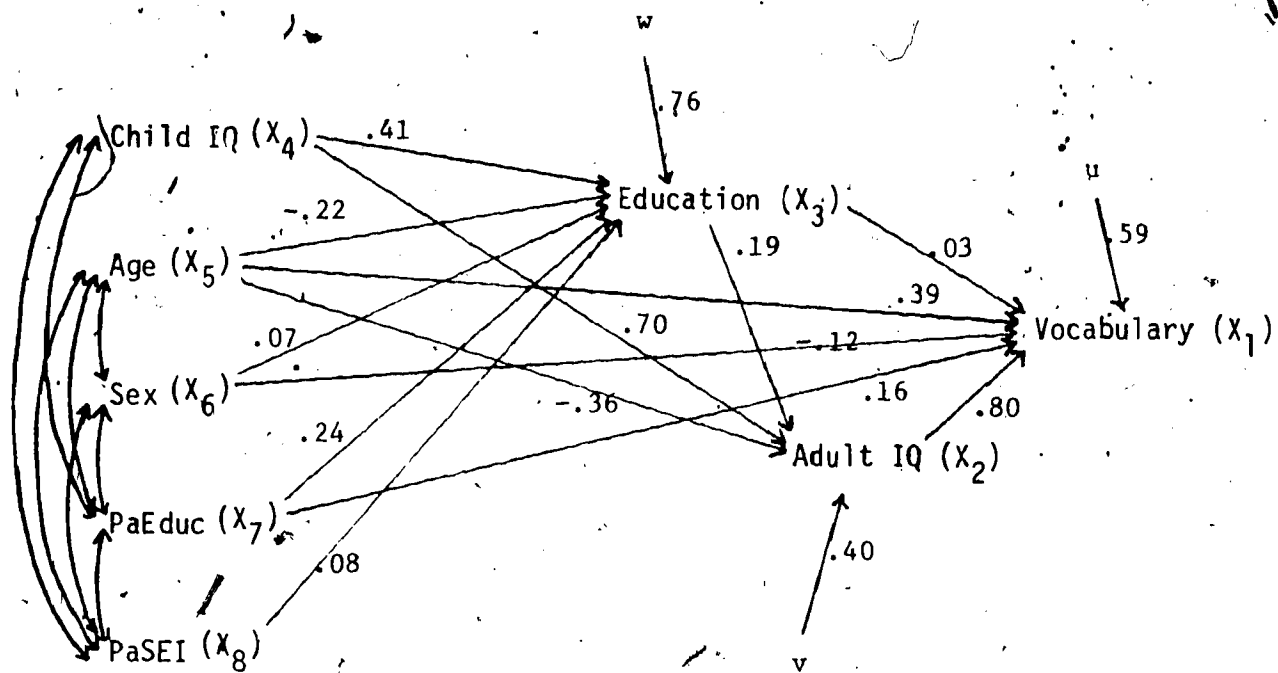 w
.76
Child IQ (X4)
.41
u
Education (X3)
-.22
.59
.19
.03
Age (X5)
.39
Vocabulary (X1)
.70
.07
-.12
Sex (X6)
.16
-.36
.80
.24
Adult IQ (X2)
PaEduc (X7)
.40
.08
PaSEI (X8)
v